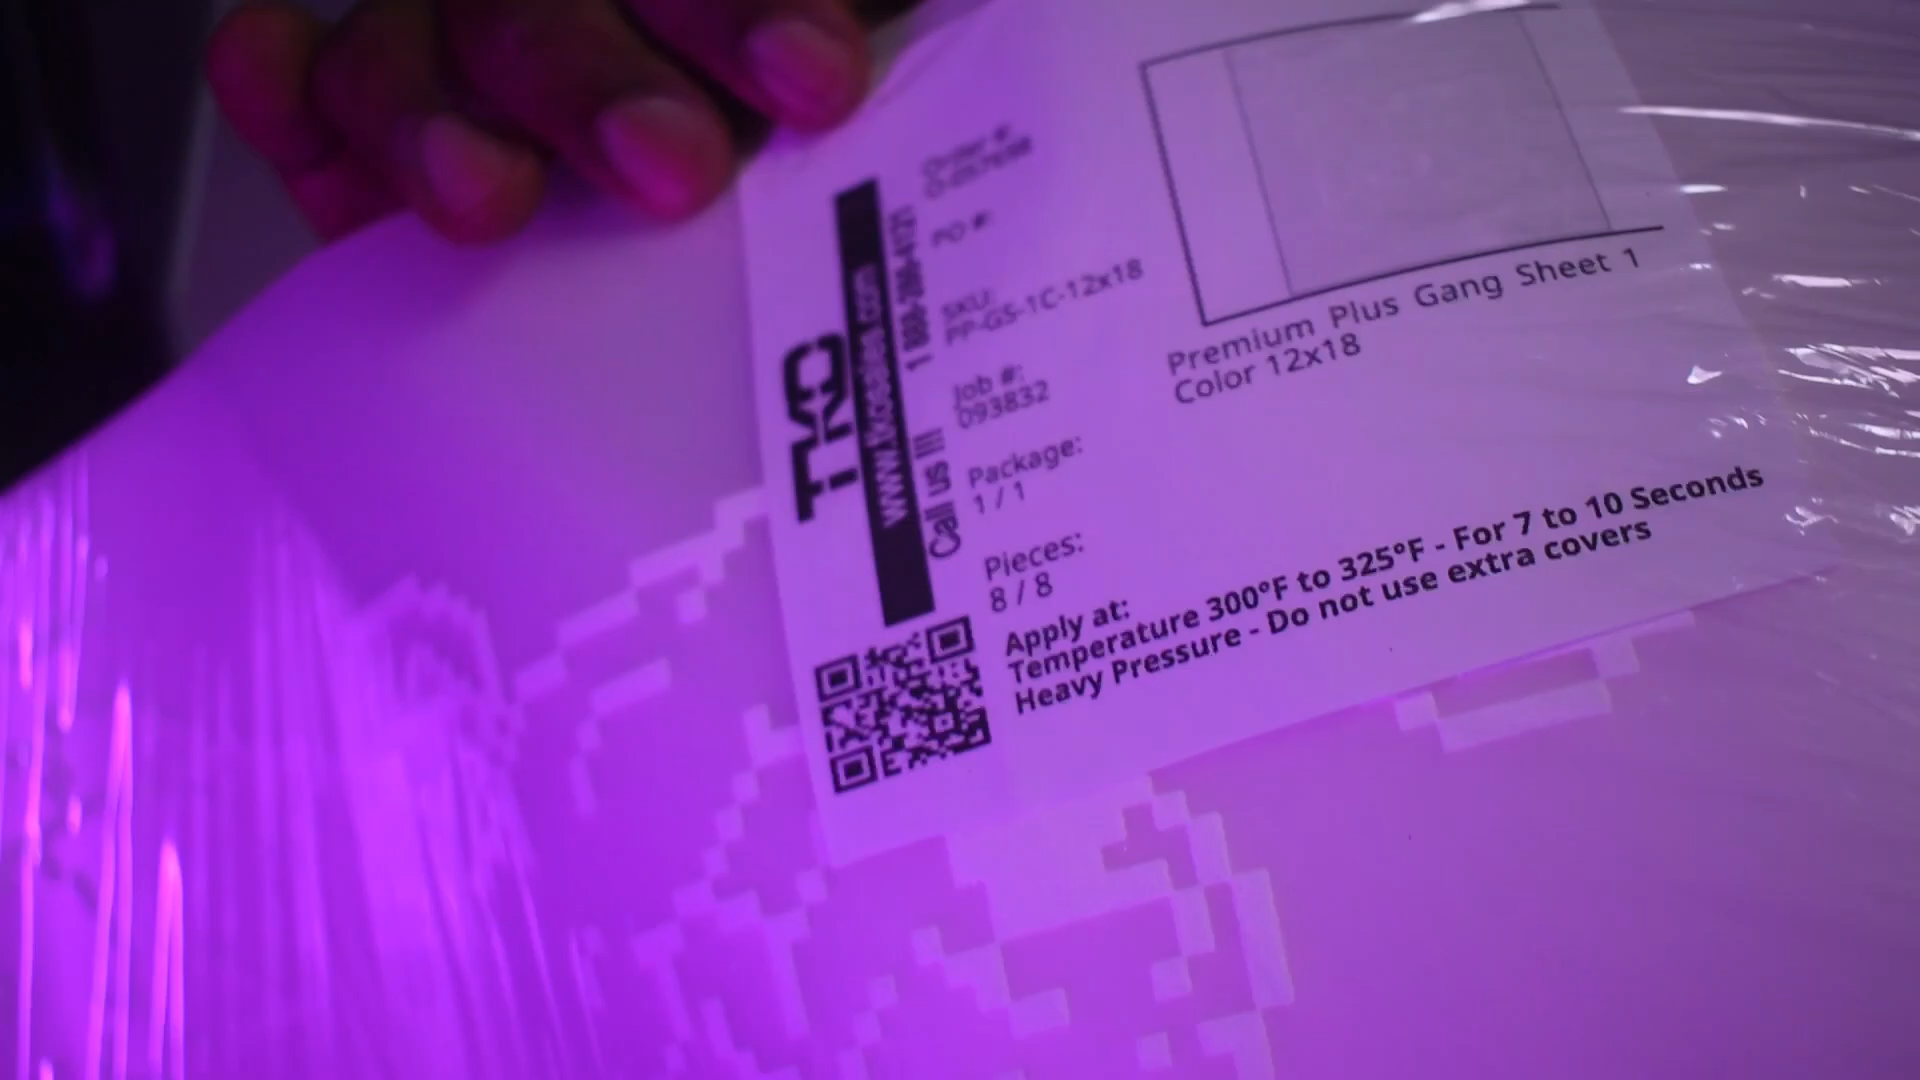 TKO
Call us !!!
Order #:
PO #:
SKU:
PP-GS-1C-12x18
Job #:
093832
Package:
1 / 1
Pieces:
8 / 8
Premium Plus Gang Sheet 1
Color 12x18
Apply at:
Temperature 300°F to 325°F - For 7 to 10 Seconds
Heavy Pressure - Do not use extra covers